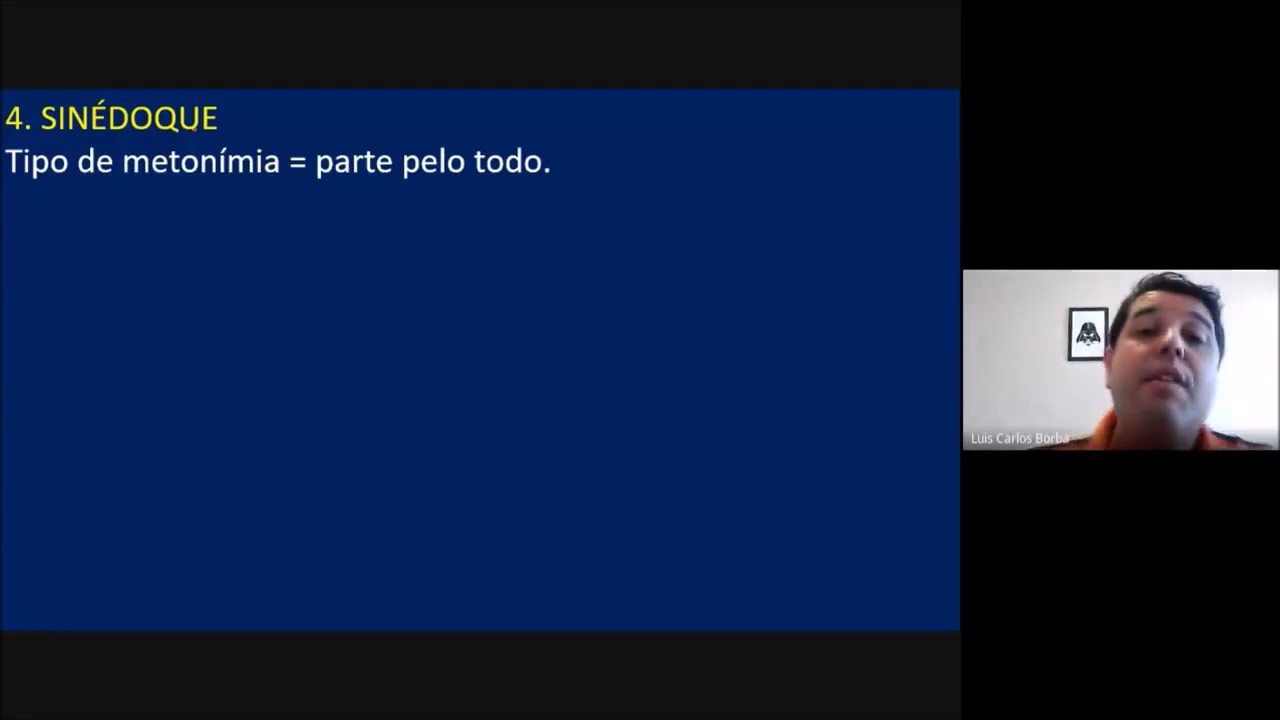 4. SINÉDOQUE
Tipo de metonímia = parte pelo todo.
Luis Carlos Borba